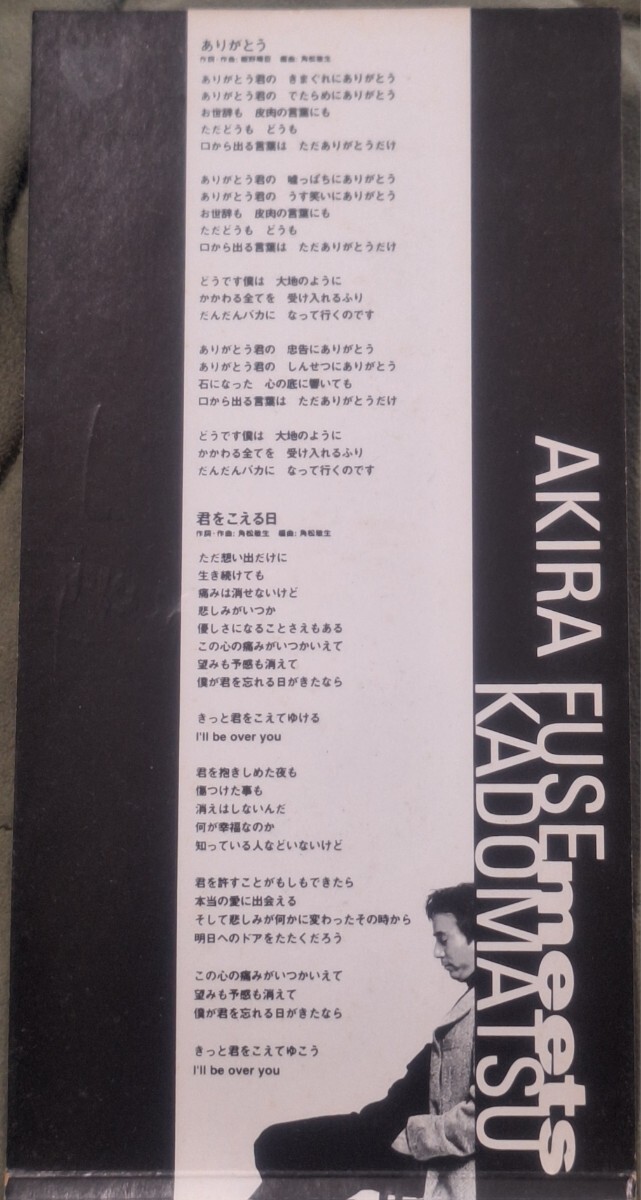 ありがとう
作詞・作曲: 細野晴臣　編曲: 角松敏生
ありがとう君の　きまぐれにありがとう
ありがとう君の　でたらめにありがとう
お世辞も　皮肉の言葉にも
ただどうも　どうも
口から出る言葉は　ただありがとうだけ
ありがとう君の　嘘っぱちにありがとう
ありがとう君の　うす笑いにありがとう
お世辞も　皮肉の言葉にも
ただどうも　どうも
口から出る言葉は　ただありがとうだけ
どうです僕は　大地のように
かかわる全てを　受け入れるふり
だんだんバカに　なって行くのです
ありがとう君の　忠告にありがとう
ありがとう君の　しんせつにありがとう
石になった　心の底に響いても
口から出る言葉は　ただありがとうだけ
どうです僕は　大地のように
かかわる全てを　受け入れるふり
だんだんバカに　なって行くのです
君をこえる日
作詞・作曲: 角松敏生　編曲: 角松敏生
ただ想い出だけに
生き続けても
痛みは消せないけど
悲しみがいつか
優しさになることさえもある
この心の痛みがいつかいえて
望みも予感も消えて
僕が君を忘れる日がきたなら
きっと君をこえてゆける
I'll be over you
君を抱きしめた夜も
傷つけた事も
消えはしないんだ
何が幸福なのか
知っている人などいないけど
君を許すことがもしもできたら
本当の愛に出会える
そして悲しみが何かに変わったその時から
明日へのドアをたたくだろう
この心の痛みがいつかいえて
望みも予感も消えて
僕が君を忘れる日がきたなら
きっと君をこえてゆこう
I'll be over you
AKIRA FUSE
meets
KADOMATSU